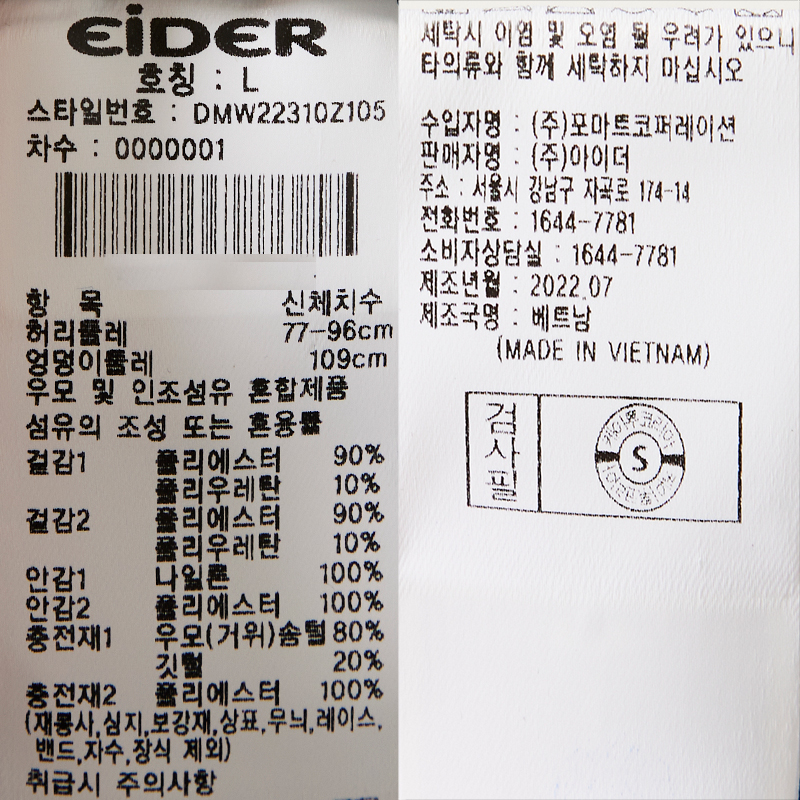 EiDER
호칭 : L
스타일번호 : DMW22310Z105
차수 : 0000001
항 목 신체치수
허리둘레 77-96cm
엉덩이둘레 109cm
우모 및 인조섬유 혼합제품
섬유의 조성 또는 혼용률
겉감1 폴리에스터 90%
폴리우레탄 10%
겉감2 폴리에스터 90%
폴리우레탄 10%
안감1 나일론 100%
안감2 폴리에스터 100%
충전재1 우모(거위)솜털 80%
깃털 20%
충전재2 폴리에스터 100%
(재봉사,심지,보강재,상표,무늬,레이스,
밴드,자수,장식 제외)
취급시 주의사항
세탁시 이염 및 오염 될 우려가 있으니
타의류와 함께 세탁하지 마십시오
수입자명 : (주)포마트코퍼레이션
판매자명 : (주)아이더
주소 : 서울시 강남구 자곡로 174-14
전화번호 : 1644-7781
소비자상담실 : 1644-7781
제조년월 : 2022.07
제조국명 : 베트남
(MADE IN VIETNAM)
검사필
S